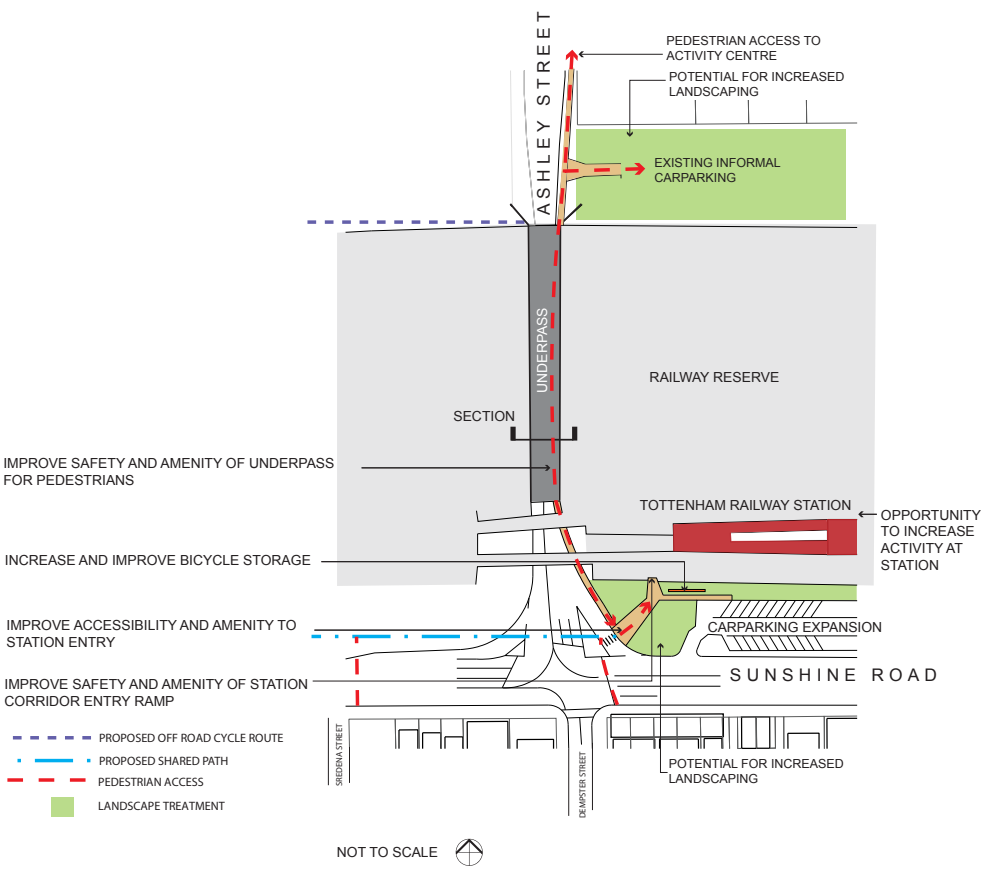 ASHLEY STREET
PEDESTRIAN ACCESS TO
ACTIVITY CENTRE
POTENTIAL FOR INCREASED
LANDSCAPING
EXISTING INFORMAL
CARPARKING
UNDERPASS
RAILWAY RESERVE
SECTION
IMPROVE SAFETY AND AMENITY OF UNDERPASS
FOR PEDESTRIANS
TOTTENHAM RAILWAY STATION
OPPORTUNITY
TO INCREASE
ACTIVITY AT
STATION
INCREASE AND IMPROVE BICYCLE STORAGE
IMPROVE ACCESSIBILITY AND AMENITY TO
STATION ENTRY
CARPARKING EXPANSION
SUNSHINE ROAD
IMPROVE SAFETY AND AMENITY OF STATION
CORRIDOR ENTRY RAMP
SREDENA STREET
DEMPSTER STREET
POTENTIAL FOR INCREASED
LANDSCAPING
PROPOSED OFF ROAD CYCLE ROUTE
PROPOSED SHARED PATH
PEDESTRIAN ACCESS
LANDSCAPE TREATMENT
NOT TO SCALE